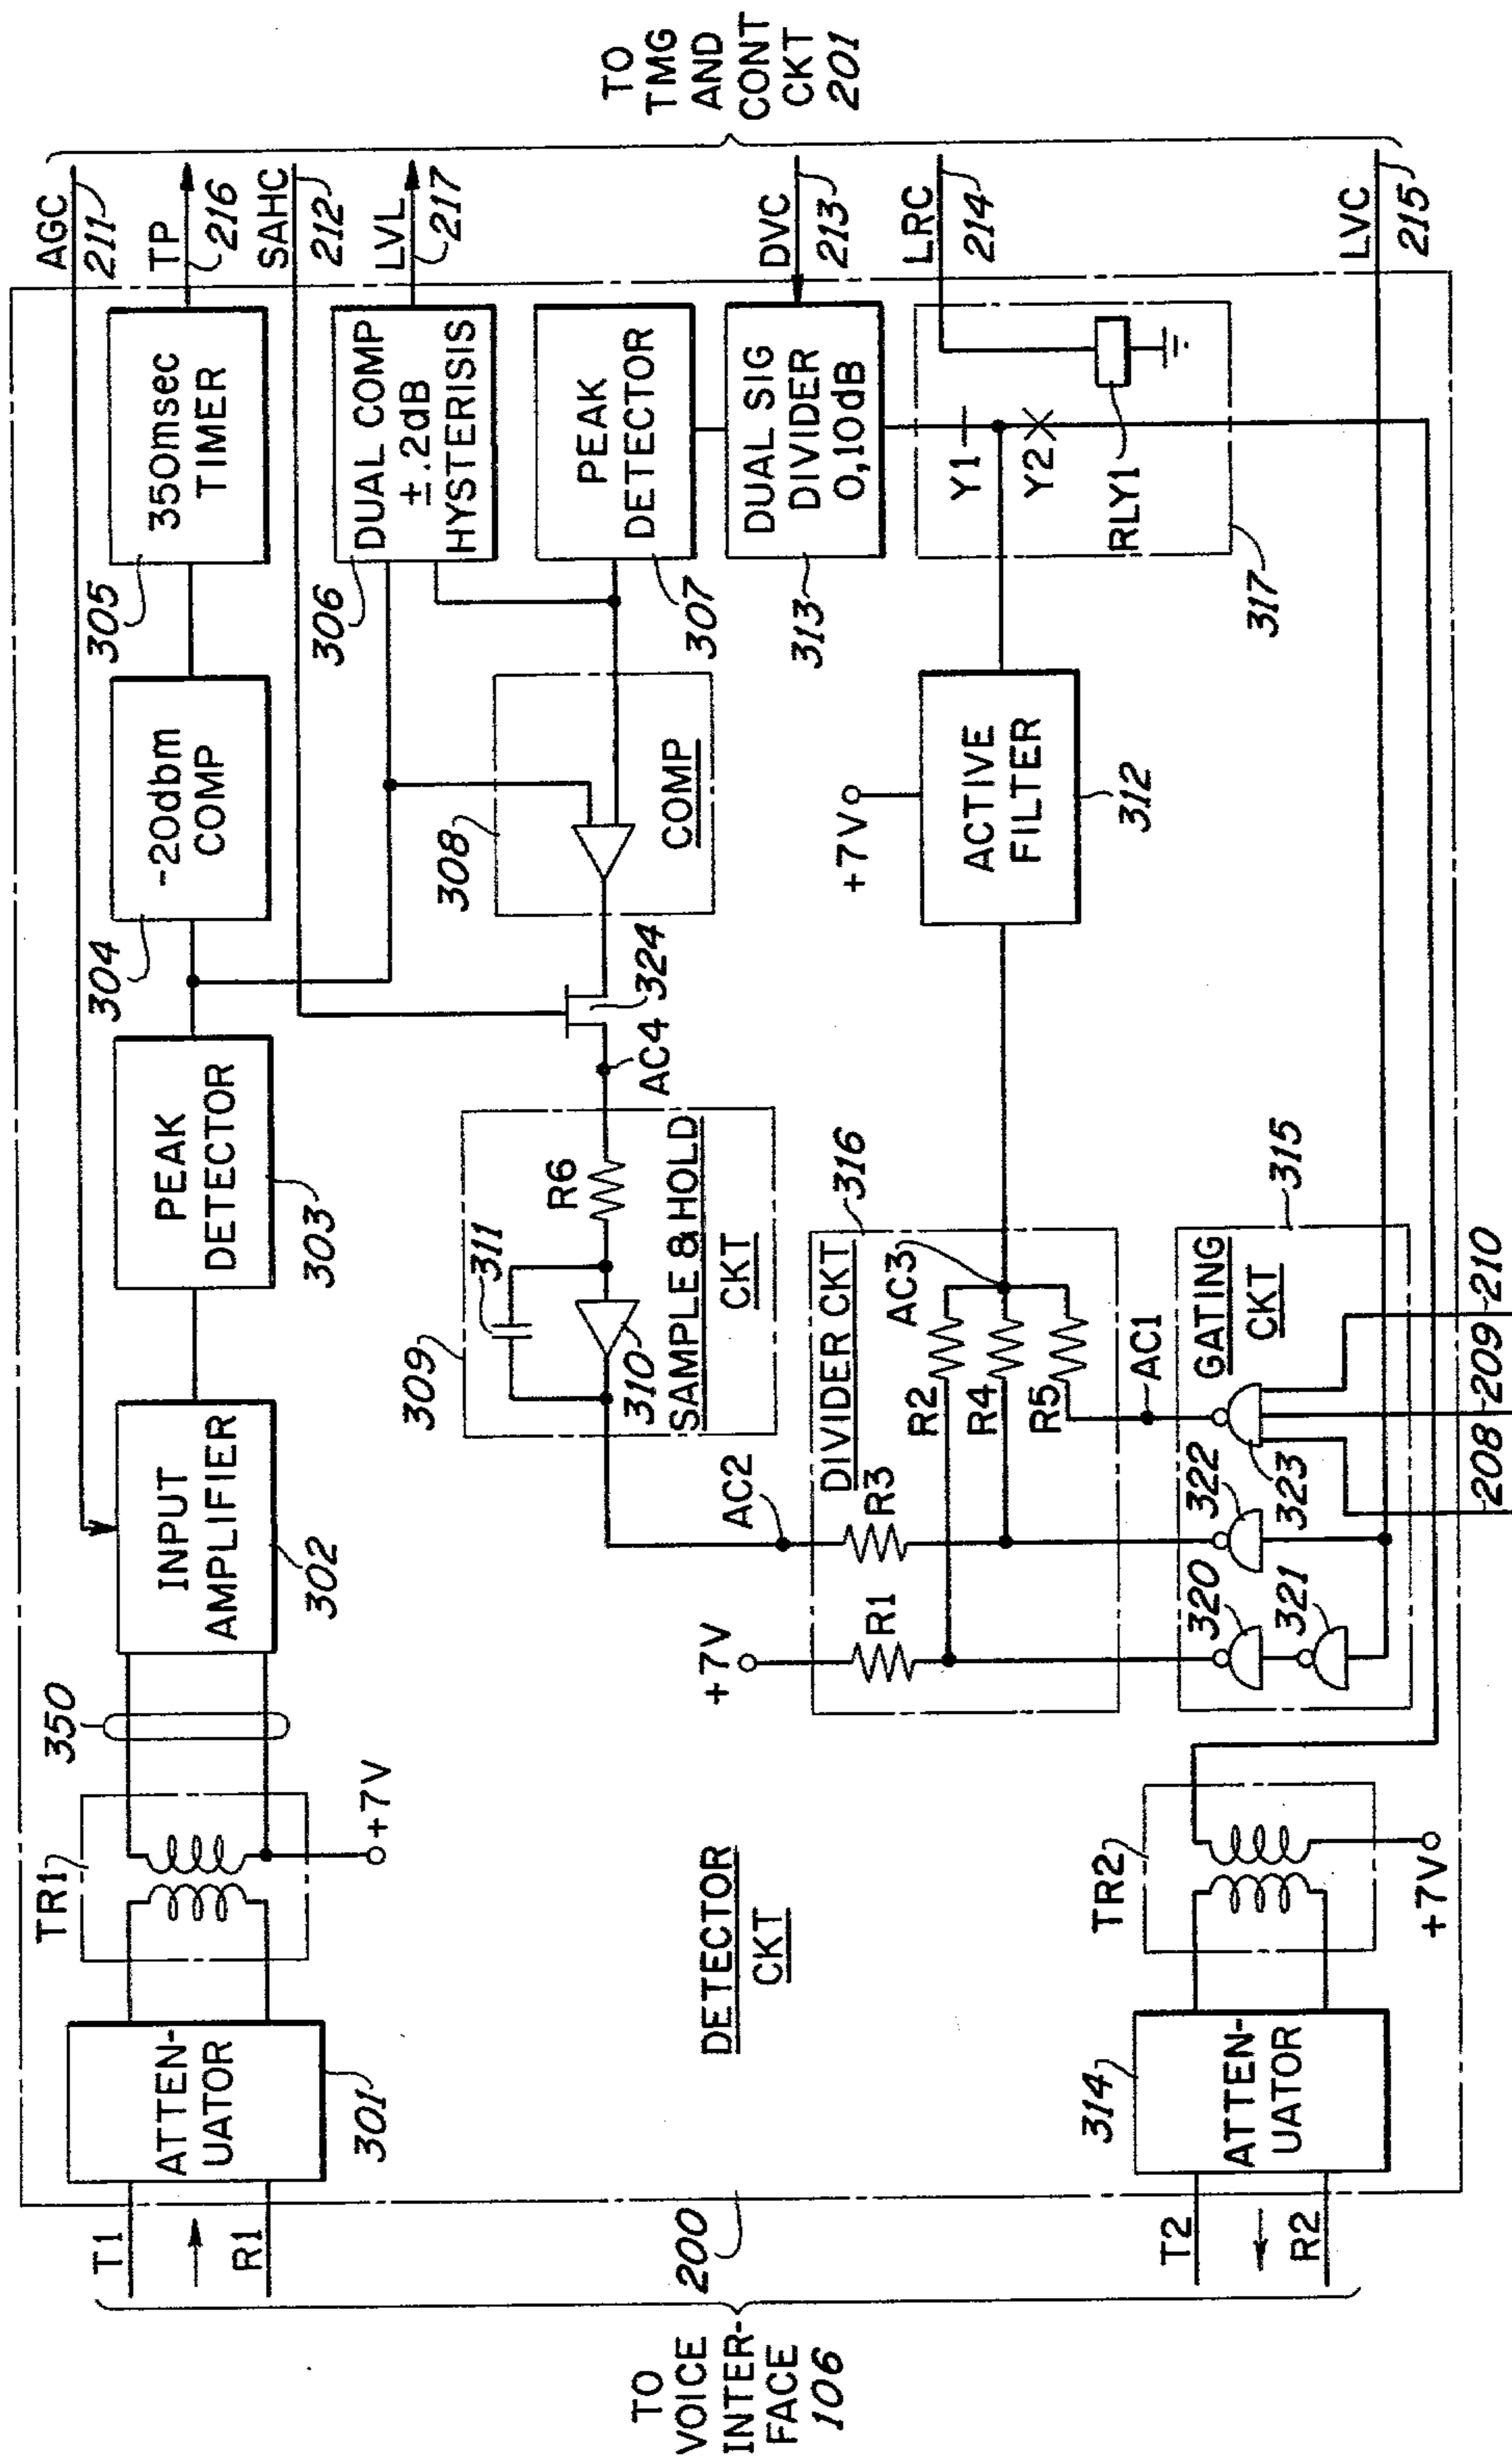 TO
VOICE
INTER-
FACE
106
T1
R1
200
T2
R2
ATTEN-
UATOR
301
TR1
+7V
350
INPUT
AMPLIFIER
302
PEAK
DETECTOR
303
-20dbm
COMP
304
350msec
TIMER
305
AGC
211
TP
216
SAHC
212
LVL
217
DUAL COMP
±.2dB
HYSTERISIS
306
PEAK
DETECTOR
307
COMP
308
324
AC4
309
311
R6
310
SAMPLE & HOLD
CKT
DUAL SIG
DIVIDER
0,10dB
313
DVC
213
LRC
214
LVC
215
TO
TMG
AND
CONT
CKT
201
Y1
Y2
RLY1
317
+7V
ACTIVE
FILTER
312
AC2
DIVIDER CKT
316
AC3
+7V
R1
R3
R2
R4
R5
AC1
GATING
CKT
315
320
321
322
323
208
209
210
DETECTOR
CKT
TR2
+7V
ATTEN-
UATOR
314